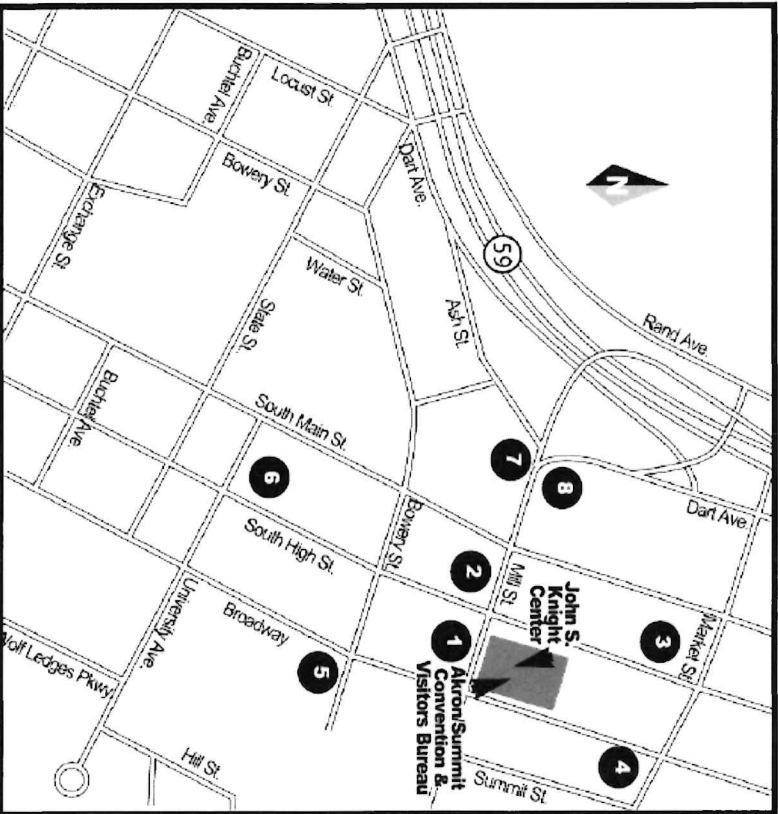 Buchtel Ave.
Locust St.
Bowery St.
Dart Ave.
N
59
Rand Ave.
Exchange St.
Water St.
State St.
Ash St.
Buchtel Ave
South Main St.
6
7
8
Dart Ave.
South High St.
Bowery St.
2
Mill St.
John S.
Knight
Center
3
Market St.
University Ave.
Broadway
5
1
Akron/Summit
Convention &
Visitors Bureau
4
Wolf Ledges Pkwy
Hill St.
Summit St.